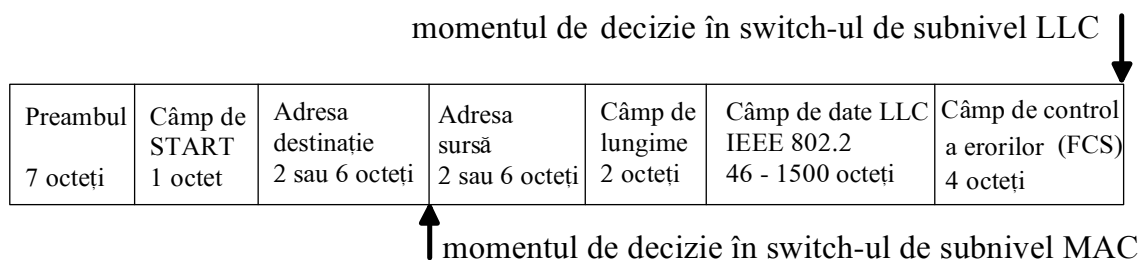 momentul de decizie în switch-ul de subnivel LLC
Preambul
7 octeți
Câmp de
START
1 octet
Adresa
destinație
2 sau 6 octeți
Adresa
sursă
2 sau 6 octeți
Câmp de
lungime
2 octeți
Câmp de date LLC
IEEE 802.2
46 - 1500 octeți
Câmp de control
a erorilor (FCS)
4 octeți
momentul de decizie în switch-ul de subnivel MAC